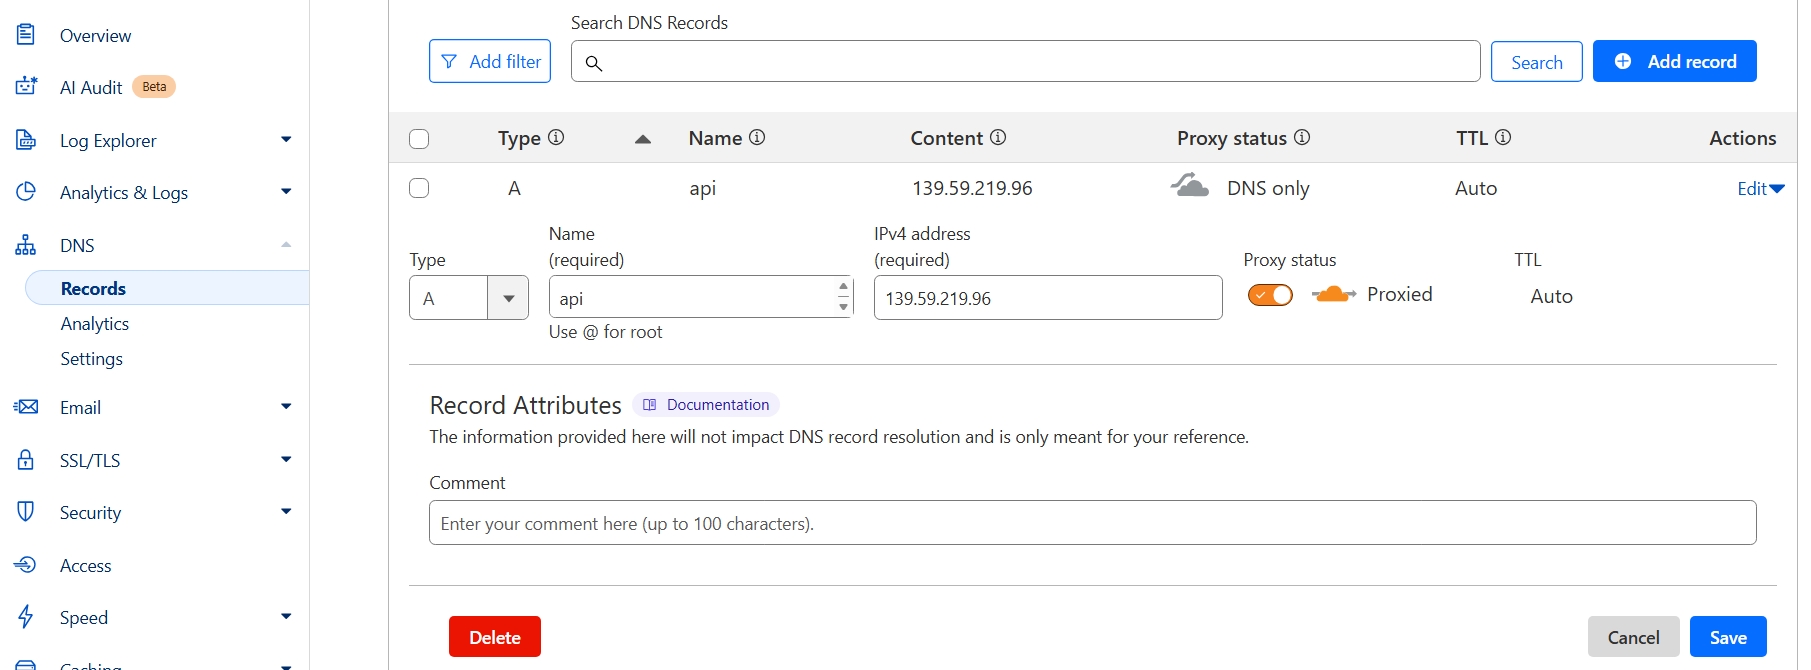 Overview
AI Audit Beta
Log Explorer
Analytics & Logs
DNS
Records
Analytics
Settings
Email
SSL/TLS
Security
Access
Speed
Caching
Search DNS Records
Add filter
Search
Add record
Type Name Content Proxy status TTL Actions
A api 139.59.219.96 DNS only Auto Edit
Type
A
Name
(required)
api
Use @ for root
IPv4 address
(required)
139.59.219.96
Proxy status
Proxied
TTL
Auto
Record Attributes Documentation
The information provided here will not impact DNS record resolution and is only meant for your reference.
Comment
Enter your comment here (up to 100 characters).
Delete Cancel Save